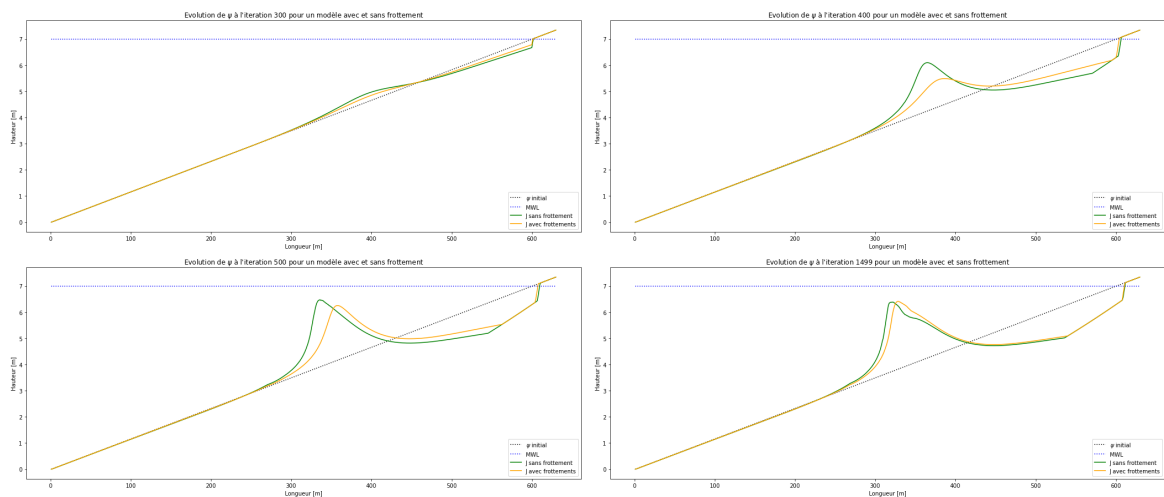 Evolution de ψ à l'iteration 300 pour un modèle avec et sans frottement
Hauteur [m]
7
6
5
4
3
2
1
0
ψ initial
MWL
J sans frottement
J avec frottements
0 100 200 300 400 500 600
Longueur [m]
Evolution de ψ à l'iteration 400 pour un modèle avec et sans frottement
Hauteur [m]
7
6
5
4
3
2
1
0
ψ initial
MWL
J sans frottement
J avec frottements
0 100 200 300 400 500 600
Longueur [m]
Evolution de ψ à l'iteration 500 pour un modèle avec et sans frottement
Hauteur [m]
7
6
5
4
3
2
1
0
ψ initial
MWL
J sans frottement
J avec frottements
0 100 200 300 400 500 600
Longueur [m]
Evolution de ψ à l'iteration 1499 pour un modèle avec et sans frottement
Hauteur [m]
7
6
5
4
3
2
1
0
ψ initial
MWL
J sans frottement
J avec frottements
0 100 200 300 400 500 600
Longueur [m]